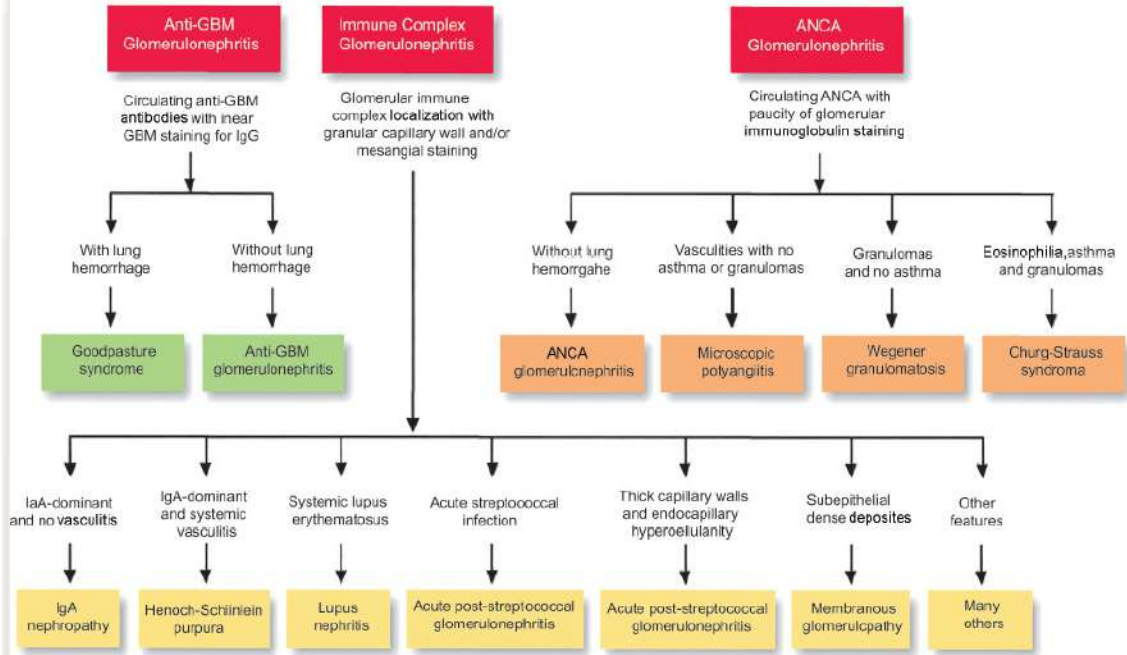 Anti-GBM
Glomerulonephritis
Immune Complex
Glomerulonephritis
ANCA
Glomerulonephritis
Circulating anti-GBM
antibodies with inear
GBM staining for IgG
Glomerular immune
complex localization with
granular capillary wall and/or
mesangial staining
Circulating ANCA with
paucity of glomerular
immunoglobulin staining
With lung
hemorrhage
Without lung
hemorrhage
Without lung
hemorrgahe
Vasculities with no
asthma or granulomas
Granulomas
and no asthma
Eosinophilia,asthma
and granulomas
Goodpasture
syndrome
Anti-GBM
glomerulonephritis
ANCA
glomerulcnephritis
Microscopic
polyangiitis
Wegener
granulomatosis
Churg-Strauss
syndroma
IaA-dominant
and no vasculitis
IgA-dominant
and systemic
vasculitis
Systemic lupus
erythematosus
Acute streptococcal
infection
Thick capillary walls
and endocapillary
hyperoellulanity
Subepithelial
dense deposites
Other
features
IgA
nephropathy
Henoch-Schiinlein
purpura
Lupus
nephritis
Acute post-streptococcal
glomerulonephritis
Acute post-streptococcal
glomerulonephritis
Membranous
glomerulcpathy
Many
others